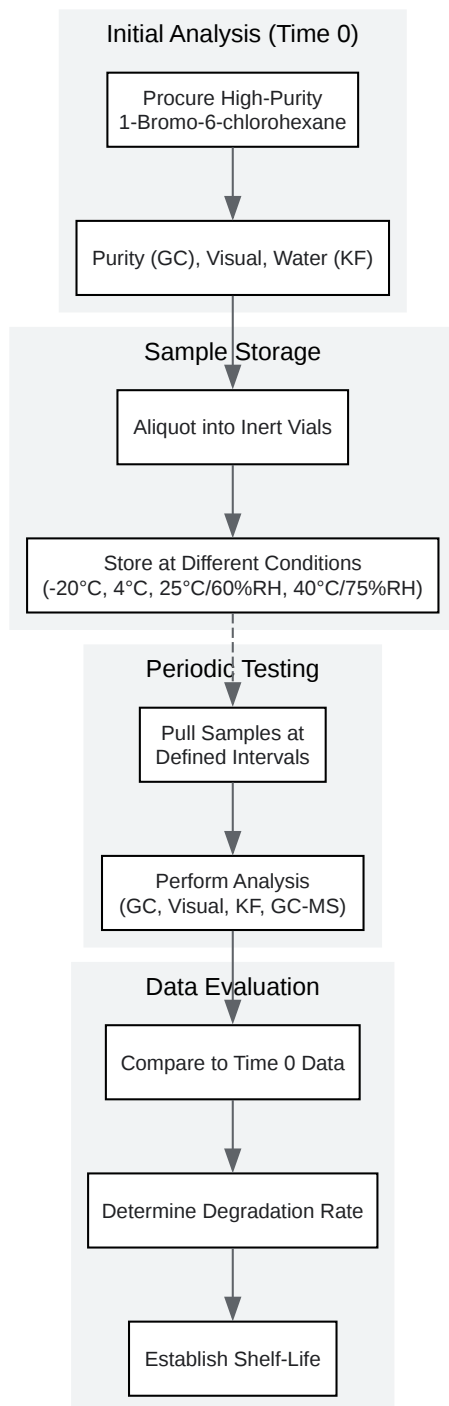 Initial Analysis (Time 0)
Procure High-Purity
1-Bromo-6-chlorohexane
Purity (GC), Visual, Water (KF)
Sample Storage
Aliquot into Inert Vials
Store at Different Conditions
(-20°C, 4°C, 25°C/60%RH, 40°C/75%RH)
Periodic Testing
Pull Samples at
Defined Intervals
Perform Analysis
(GC, Visual, KF, GC-MS)
Data Evaluation
Compare to Time 0 Data
Determine Degradation Rate
Establish Shelf-Life